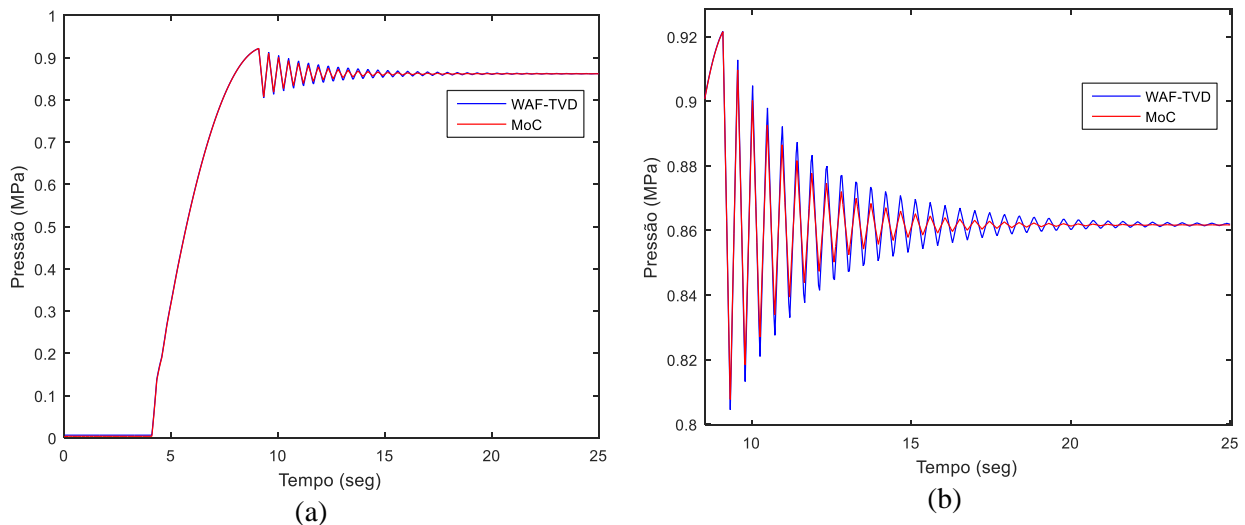 1
0.9
0.8
0.7
0.6
0.5
0.4
0.3
0.2
0.1
0
Pressão (MPa)
0 5 10 15 20 25
Tempo (seg)
WAF-TVD
MoC
(a)
0.92
0.9
0.88
0.86
0.84
0.82
0.8
Pressão (MPa)
10 15 20 25
Tempo (seg)
WAF-TVD
MoC
(b)